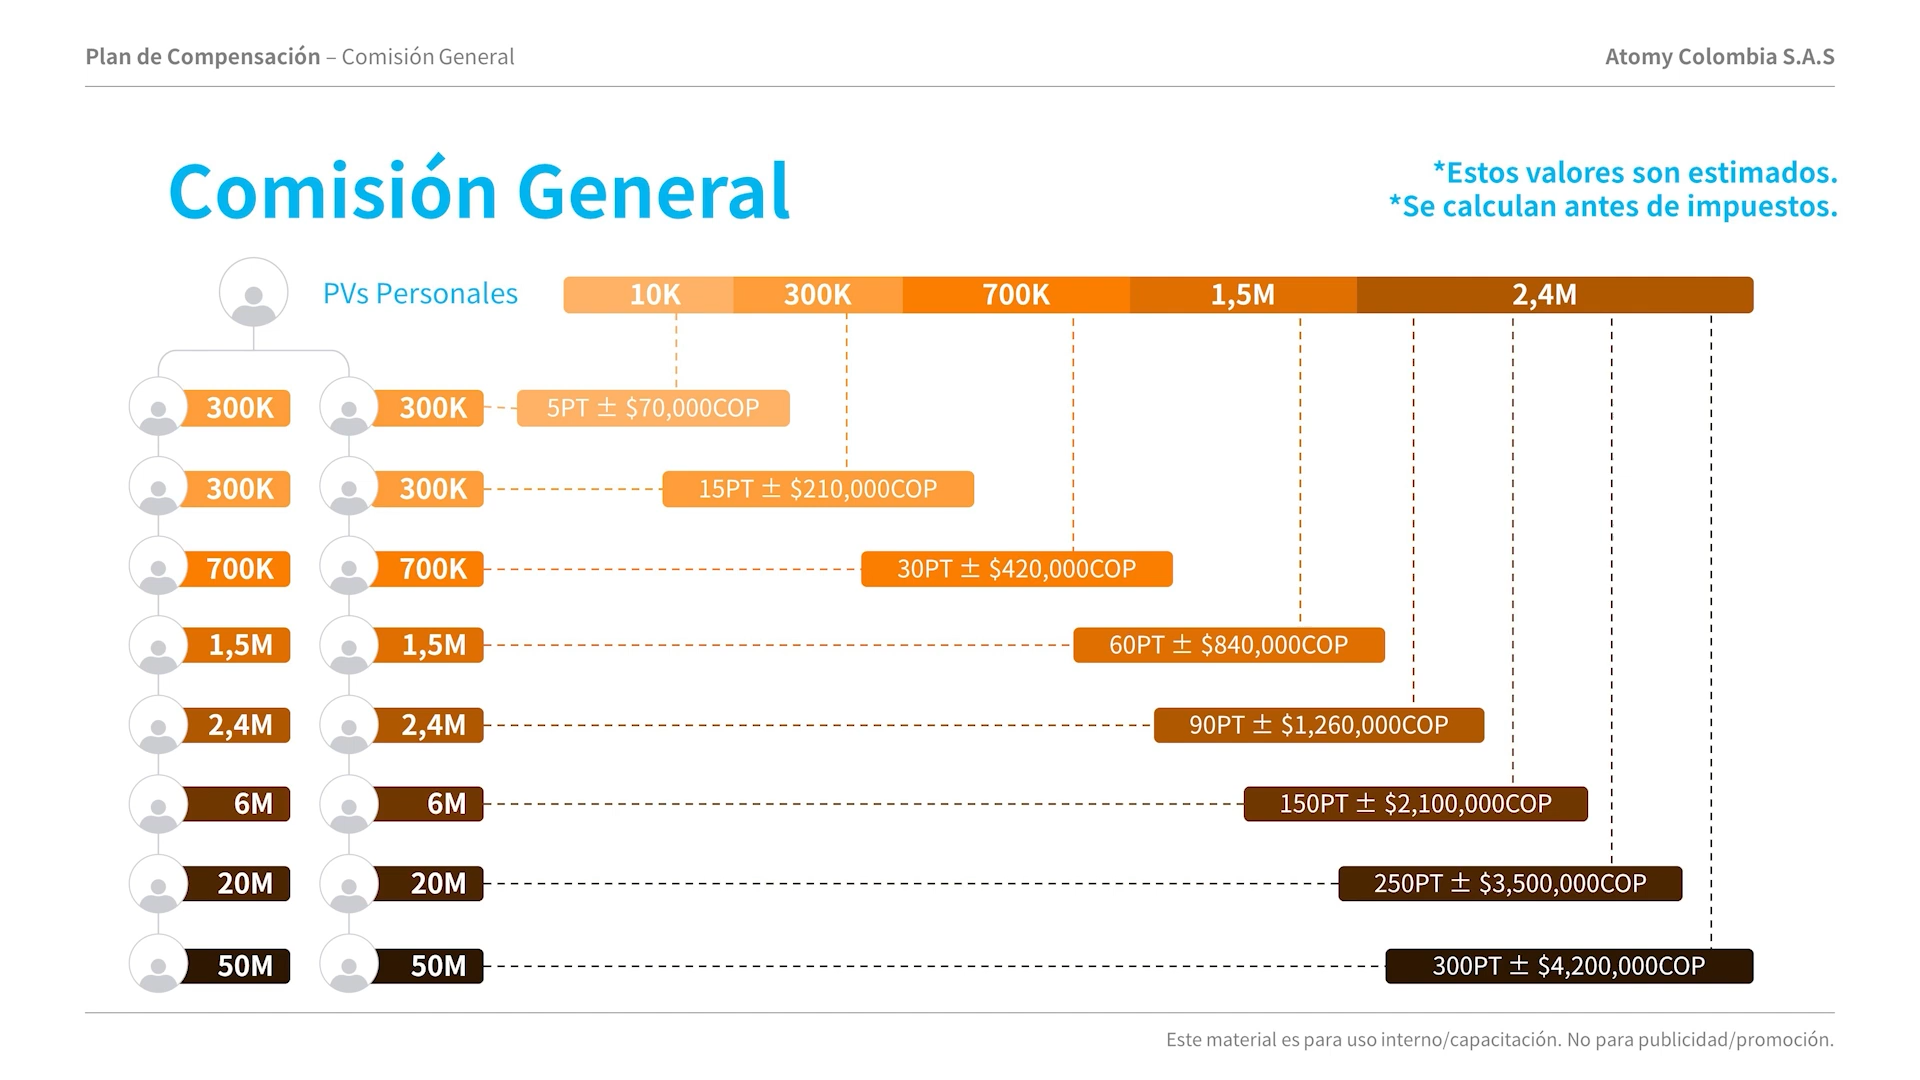 Plan de Compensación – Comisión General
Atomy Colombia S.A.S
Comisión General
*Estos valores son estimados.
*Se calculan antes de impuestos.
PVs Personales
10K 300K 700K 1,5M 2,4M
300K 300K 5PT ± $70,000COP
300K 300K 15PT ± $210,000COP
700K 700K 30PT ± $420,000COP
1,5M 1,5M 60PT ± $840,000COP
2,4M 2,4M 90PT ± $1,260,000COP
6M 6M 150PT ± $2,100,000COP
20M 20M 250PT ± $3,500,000COP
50M 50M 300PT ± $4,200,000COP
Este material es para uso interno/capacitación. No para publicidad/promoción.